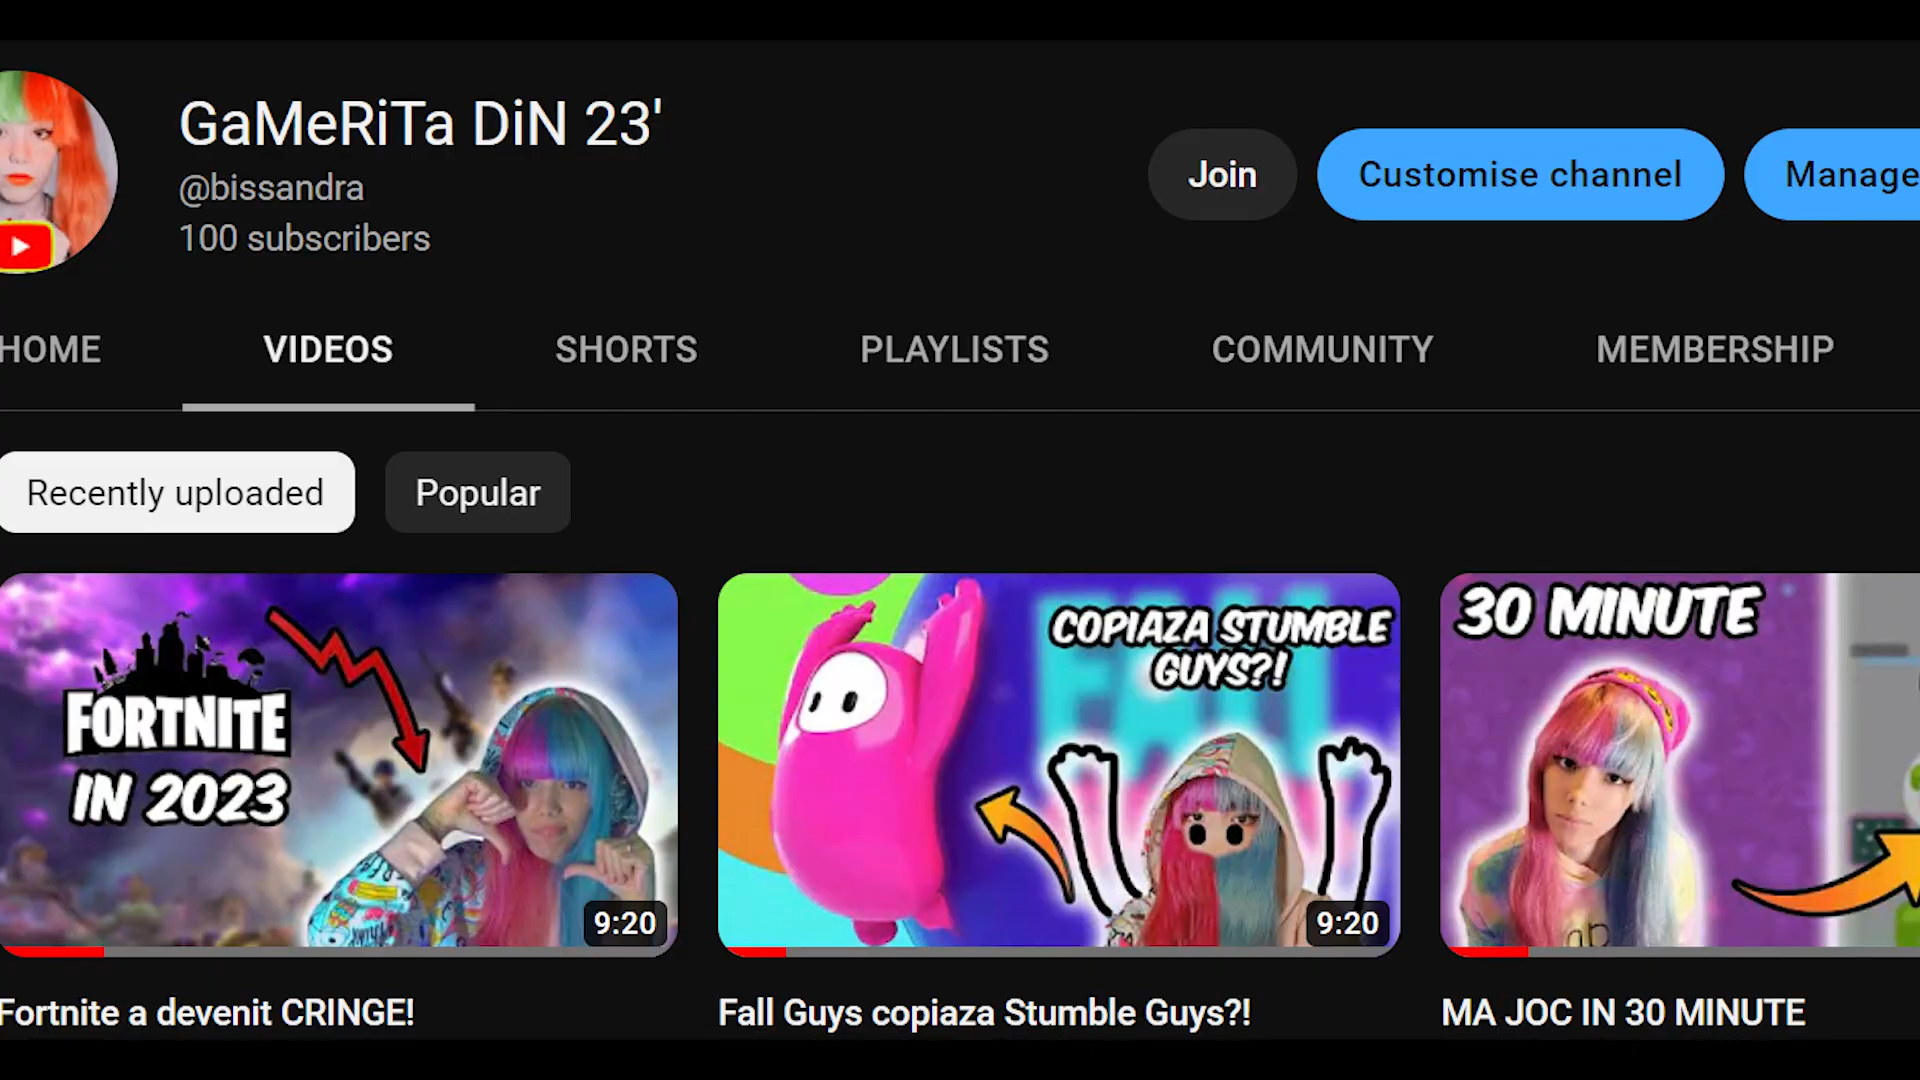 GaMeRiTa DiN 23'
@bissandra
100 subscribers
Join
Customise channel
Manage
HOME
VIDEOS
SHORTS
PLAYLISTS
COMMUNITY
MEMBERSHIP
Recently uploaded
Popular
FORTNITE
IN 2023
9:20
COPIAZA STUMBLE
GUYS?!
9:20
30 MINUTE
Fortnite a devenit CRINGE!
Fall Guys copiaza Stumble Guys?!
MA JOC IN 30 MINUTE